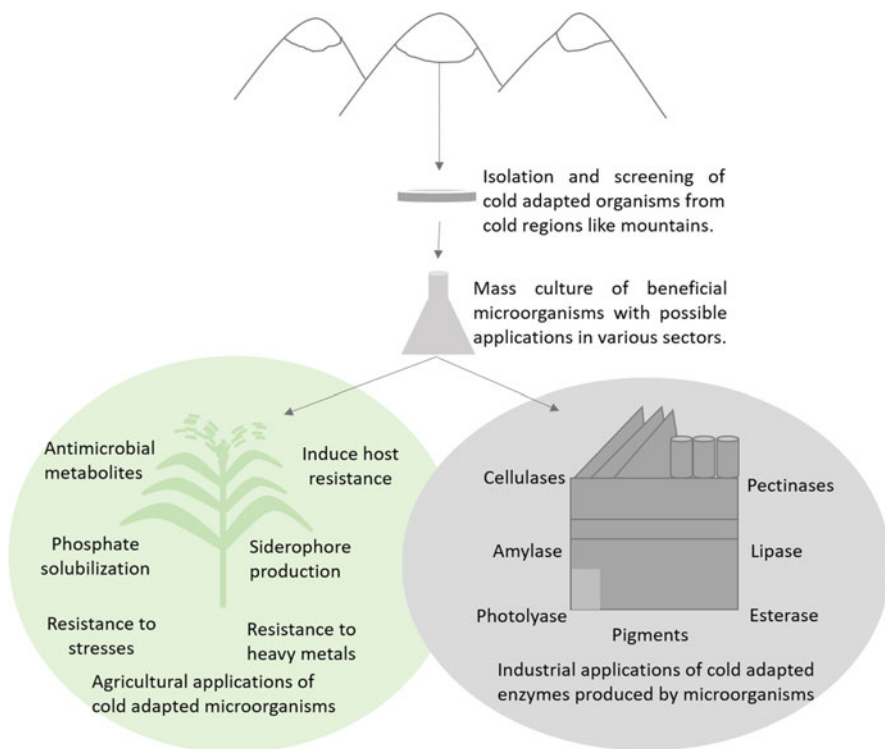 Isolation and screening of
cold adapted organisms from
cold regions like mountains.
Mass culture of beneficial
microorganisms with possible
applications in various sectors.
Antimicrobial
metabolites
Induce host
resistance
Phosphate
solubilization
Siderophore
production
Resistance to
stresses
Resistance to
heavy metals
Agricultural applications of
cold adapted microorganisms
Cellulases
Pectinases
Amylase
Lipase
Photolyase
Esterase
Pigments
Industrial applications of cold adapted
enzymes produced by microorganisms